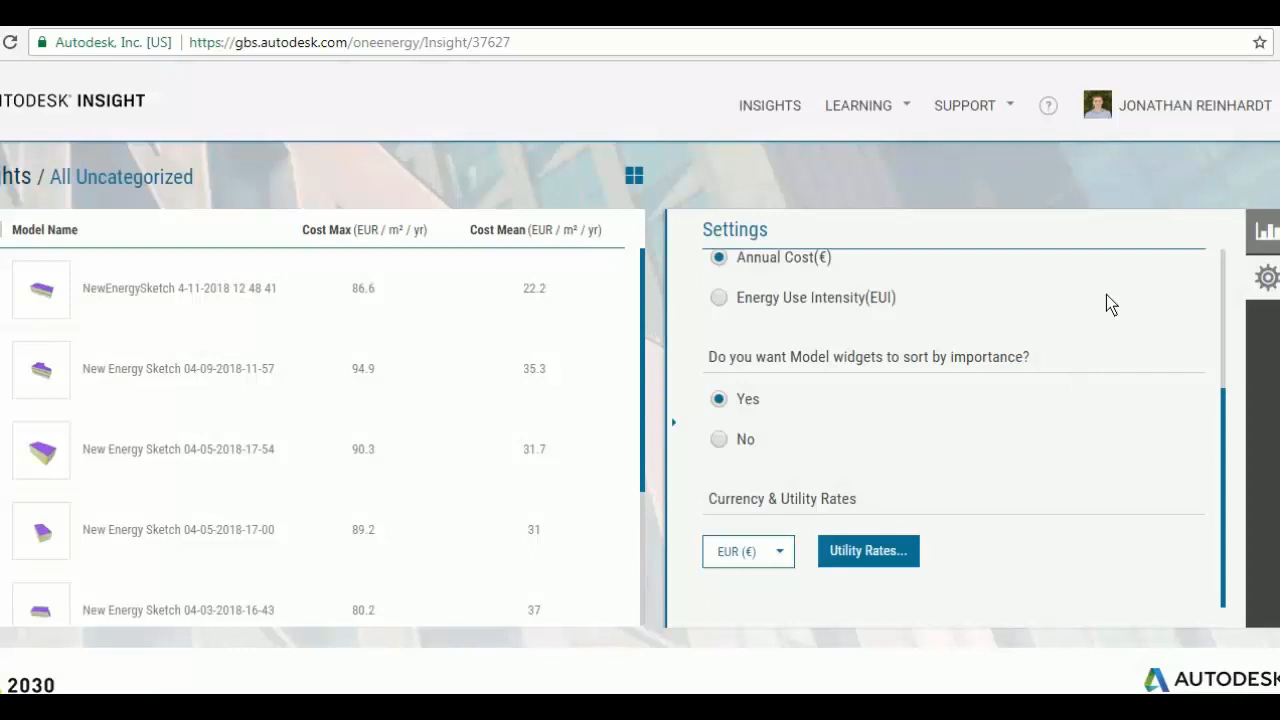 Autodesk, Inc. [US] https://gbs.autodesk.com/oneenergy/Insight/37627
TODESK® INSIGHT
INSIGHTS LEARNING SUPPORT ? JONATHAN REINHARDT
hts / All Uncategorized
Model Name Cost Max (EUR / m² / yr) Cost Mean (EUR / m² / yr)
NewEnergySketch 4-11-2018 12 48 41 86.6 22.2
New Energy Sketch 04-09-2018-11-57 94.9 35.3
New Energy Sketch 04-05-2018-17-54 90.3 31.7
New Energy Sketch 04-05-2018-17-00 89.2 31
New Energy Sketch 04-03-2018-16-43 80.2 37
Settings
Annual Cost(€)
Energy Use Intensity(EUI)
Do you want Model widgets to sort by importance?
Yes
No
Currency & Utility Rates
EUR (€) Utility Rates...
2030
AUTODESK